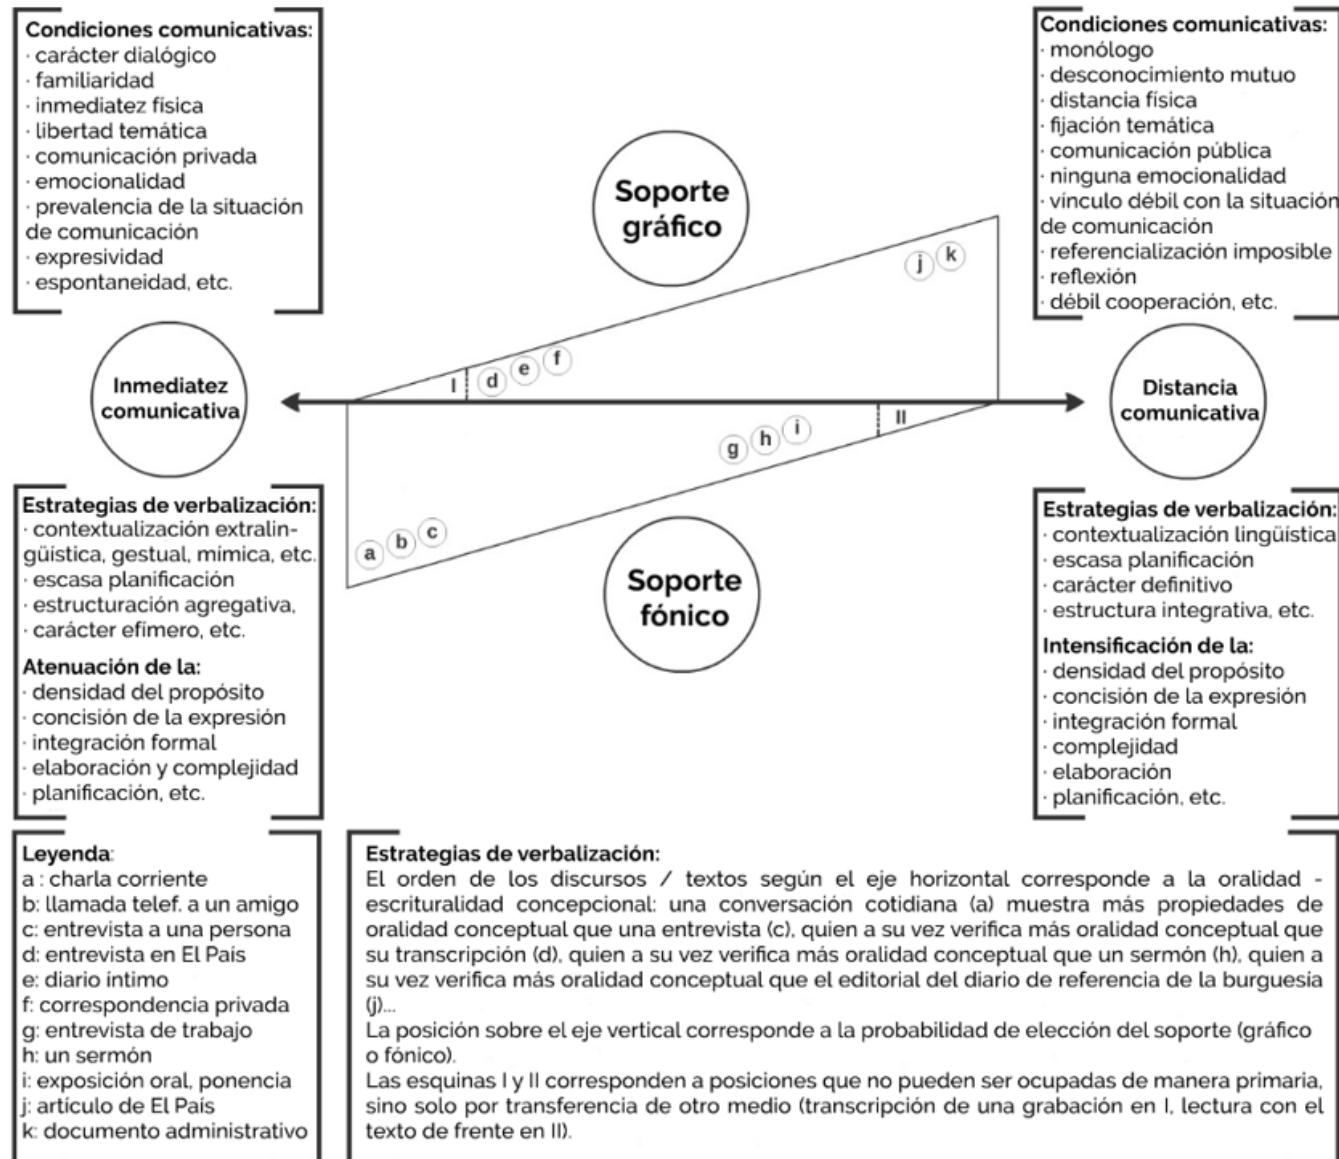 Condiciones comunicativas:
· carácter dialógico
· familiaridad
· inmediatez física
· libertad temática
· comunicación privada
· emocionalidad
· prevalencia de la situación
de comunicación
· expresividad
· espontaneidad, etc.
Condiciones comunicativas:
· monólogo
· desconocimiento mutuo
· distancia física
· fijación temática
· comunicación pública
· ninguna emocionalidad
· vínculo débil con la situación
de comunicación
· referencialización imposible
· reflexión
· débil cooperación, etc.
Soporte
gráfico
j k
I d e f
Inmediatez
comunicativa
Distancia
comunicativa
g h i II
a b c
Soporte
fónico
Estrategias de verbalización:
· contextualización extralin-
güística, gestual, mímica, etc.
· escasa planificación
· estructuración agregativa,
· carácter efímero, etc.
Atenuación de la:
· densidad del propósito
· concisión de la expresión
· integración formal
· elaboración y complejidad
· planificación, etc.
Estrategias de verbalización:
· contextualización lingüística
· escasa planificación
· carácter definitivo
· estructura integrativa, etc.
Intensificación de la:
· densidad del propósito
· concisión de la expresión
· integración formal
· complejidad
· elaboración
· planificación, etc.
Leyenda:
a : charla corriente
b: llamada telef. a un amigo
c: entrevista a una persona
d: entrevista en El País
e: diario íntimo
f: correspondencia privada
g: entrevista de trabajo
h: un sermón
i: exposición oral, ponencia
j: artículo de El País
k: documento administrativo
Estrategias de verbalización:
El orden de los discursos / textos según el eje horizontal corresponde a la oralidad -
escrituralidad concepcional: una conversación cotidiana (a) muestra más propiedades de
oralidad conceptual que una entrevista (c), quien a su vez verifica más oralidad conceptual que
su transcripción (d), quien a su vez verifica más oralidad conceptual que un sermón (h), quien a
su vez verifica más oralidad conceptual que el editorial del diario de referencia de la burguesía
(j)...
La posición sobre el eje vertical corresponde a la probabilidad de elección del soporte (gráfico
o fónico).
Las esquinas I y II corresponden a posiciones que no pueden ser ocupadas de manera primaria,
sino solo por transferencia de otro medio (transcripción de una grabación en I, lectura con el
texto de frente en II).